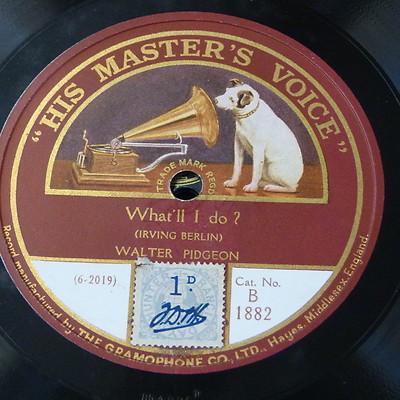 "HIS MASTER'S VOICE"
TRADE MARK REGD
What'll I do?
(IRVING BERLIN)
WALTER PIDGEON
(6-2019)
1D.
Cat. No.
B
1882
Record manufactured by THE GRAMOPHONE CO., LTD., Hayes, Middlesex, England.